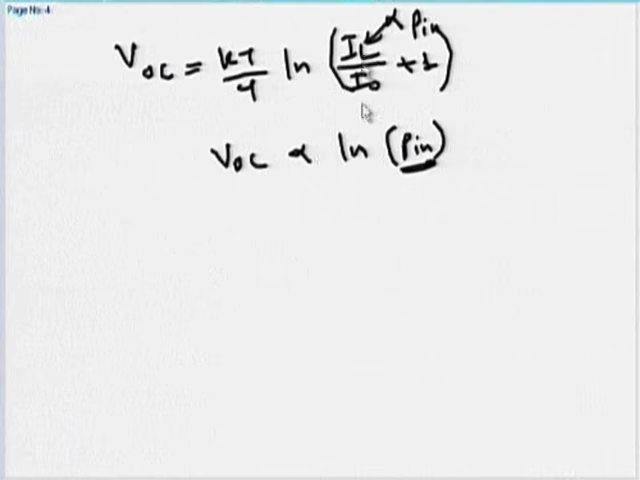 Page No: 4
Voc = kT/q ln (IL/Io + 1) ∝ Pin
Voc ∝ ln (Pin)